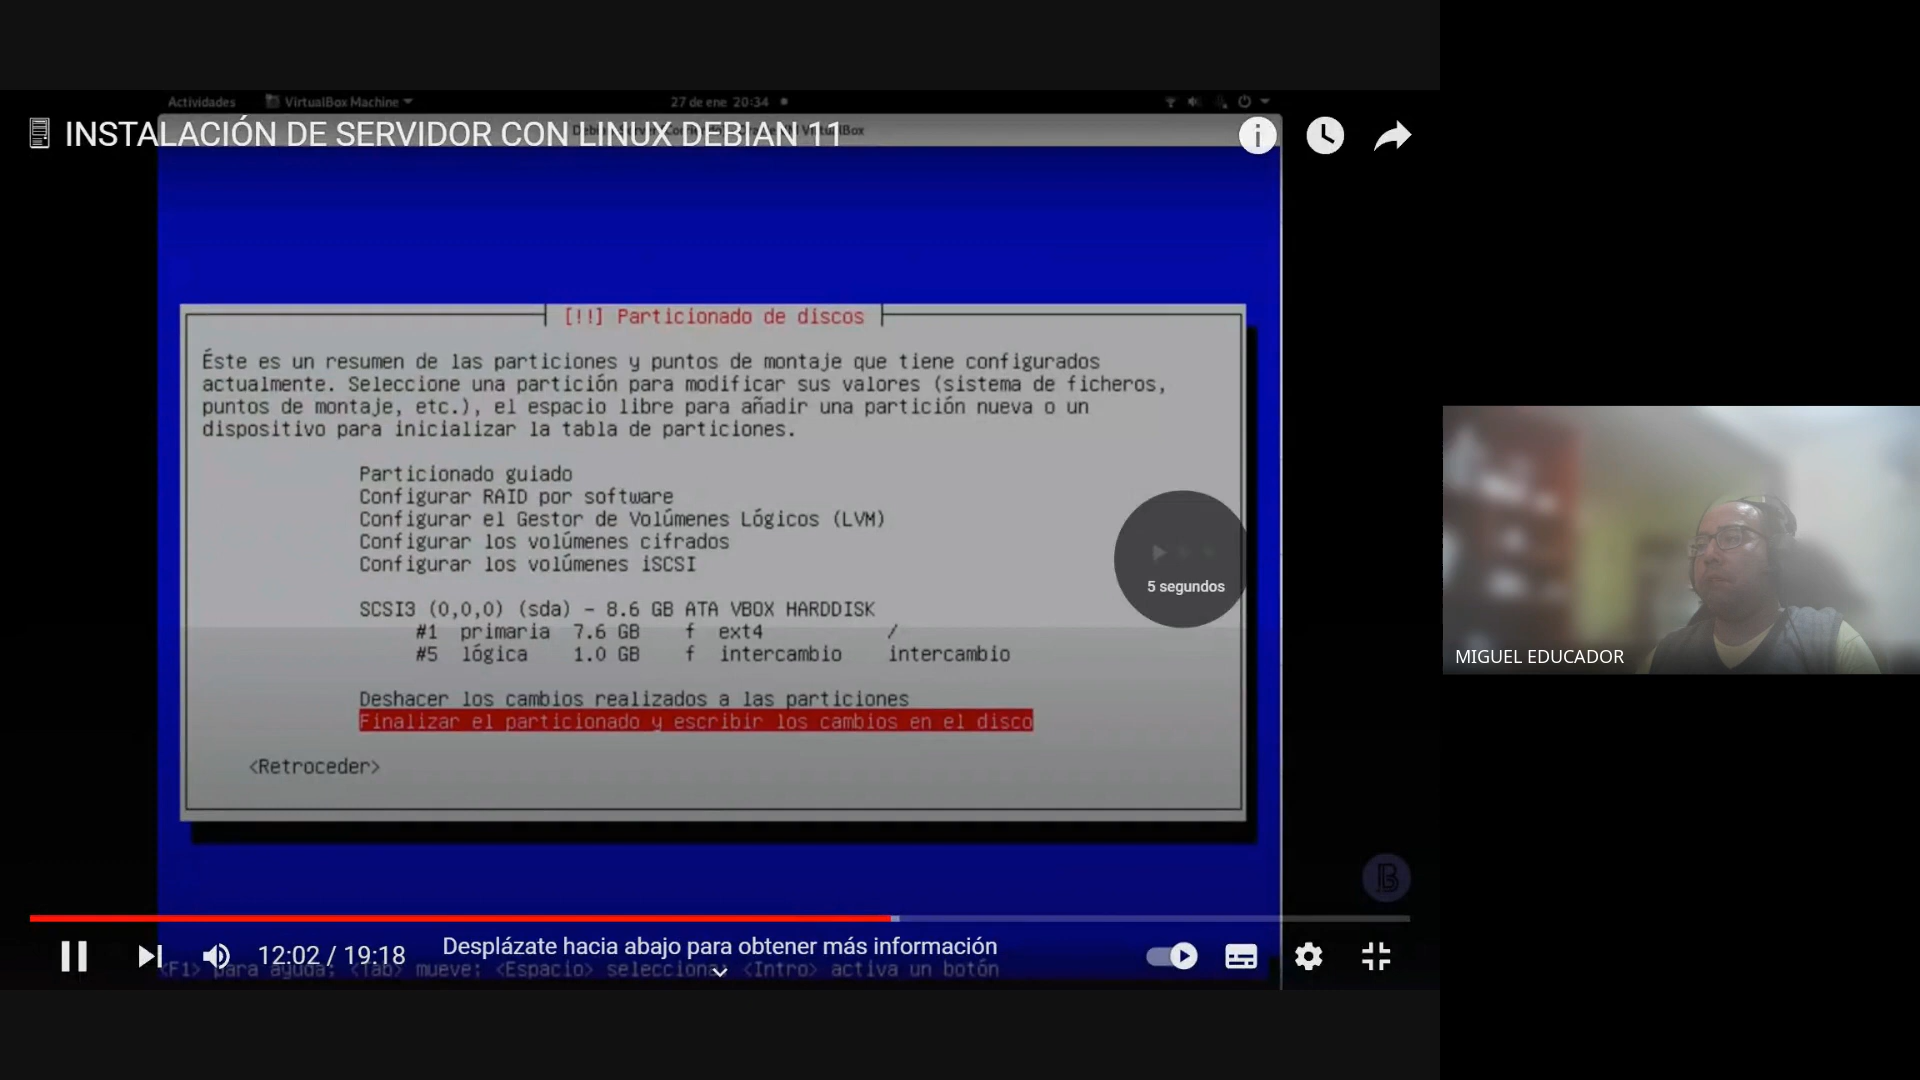 Actividades VirtualBox Machine 27 de ene 20:34
INSTALACIÓN DE SERVIDOR CON LINUX DEBIAN 11
[!!] Particionado de discos
Éste es un resumen de las particiones y puntos de montaje que tiene configurados
actualmente. Seleccione una partición para modificar sus valores (sistema de ficheros,
puntos de montaje, etc.), el espacio libre para añadir una partición nueva o un
dispositivo para inicializar la tabla de particiones.
Particionado guiado
Configurar RAID por software
Configurar el Gestor de Volúmenes Lógicos (LVM)
Configurar los volúmenes cifrados
Configurar los volúmenes iSCSI
5 segundos
SCSI3 (0,0,0) (sda) - 8.6 GB ATA VBOX HARDDISK
#1 primaria 7.6 GB f ext4 /
#5 lógica 1.0 GB f intercambio intercambio
Deshacer los cambios realizados a las particiones
Finalizar el particionado y escribir los cambios en el disco
<Retroceder>
MIGUEL EDUCADOR
B
12:02 / 19:18 Desplázate hacia abajo para obtener más información
<F1> para ayuda; <Tab> mueve; <Espacio> selecciona; <Intro> activa un botón